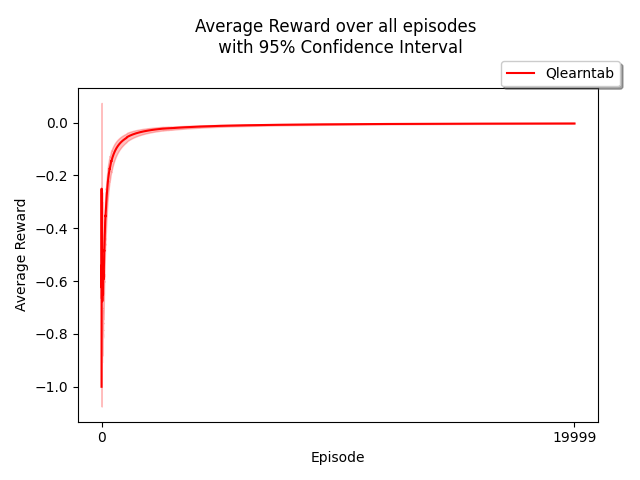 Average Reward over all episodes
with 95% Confidence Interval
Qlearntab
0.0
−0.2
−0.4
−0.6
−0.8
−1.0
Average Reward
0 19999
Episode